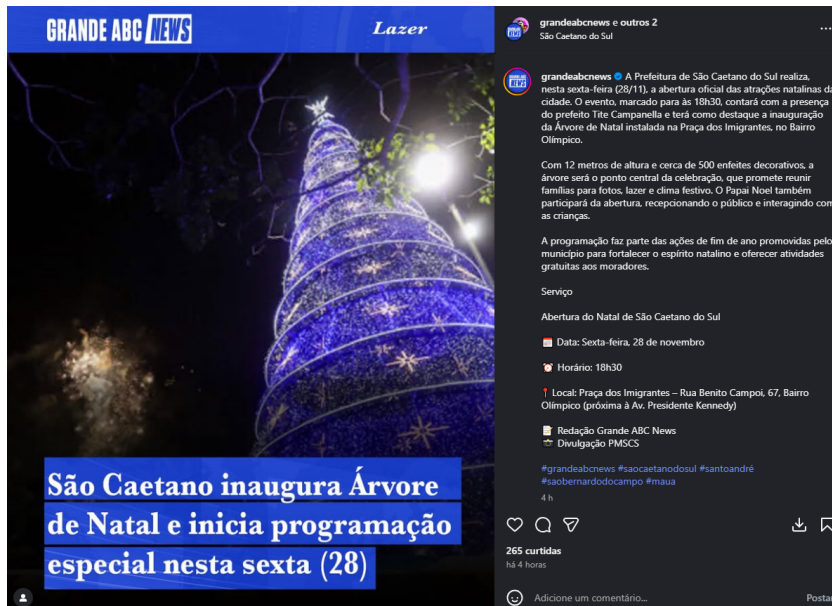 GRANDE ABC NEWS
Lazer
São Caetano inaugura Árvore
de Natal e inicia programação
especial nesta sexta (28)
grandeabcnews e outros 2
São Caetano do Sul
grandeabcnews A Prefeitura de São Caetano do Sul realiza,
nesta sexta-feira (28/11), a abertura oficial das atrações natalinas da
cidade. O evento, marcado para às 18h30, contará com a presença
do prefeito Tite Campanella e terá como destaque a inauguração
da Árvore de Natal instalada na Praça dos Imigrantes, no Bairro
Olímpico.
Com 12 metros de altura e cerca de 500 enfeites decorativos, a
árvore será o ponto central da celebração, que promete reunir
famílias para fotos, lazer e clima festivo. O Papai Noel também
participará da abertura, recepcionando o público e interagindo com
as crianças.
A programação faz parte das ações de fim de ano promovidas pelo
município para fortalecer o espírito natalino e oferecer atividades
gratuitas aos moradores.
Serviço
Abertura do Natal de São Caetano do Sul
Data: Sexta-feira, 28 de novembro
Horário: 18h30
Local: Praça dos Imigrantes – Rua Benito Campoi, 67, Bairro
Olímpico (próxima à Av. Presidente Kennedy)
Redação Grande ABC News
Divulgação PMSCS
#grandeabcnews #saocaetanodosul #santoandré
#saobernardodocampo #maua
4 h
265 curtidas
há 4 horas
Adicione um comentário...
Postar